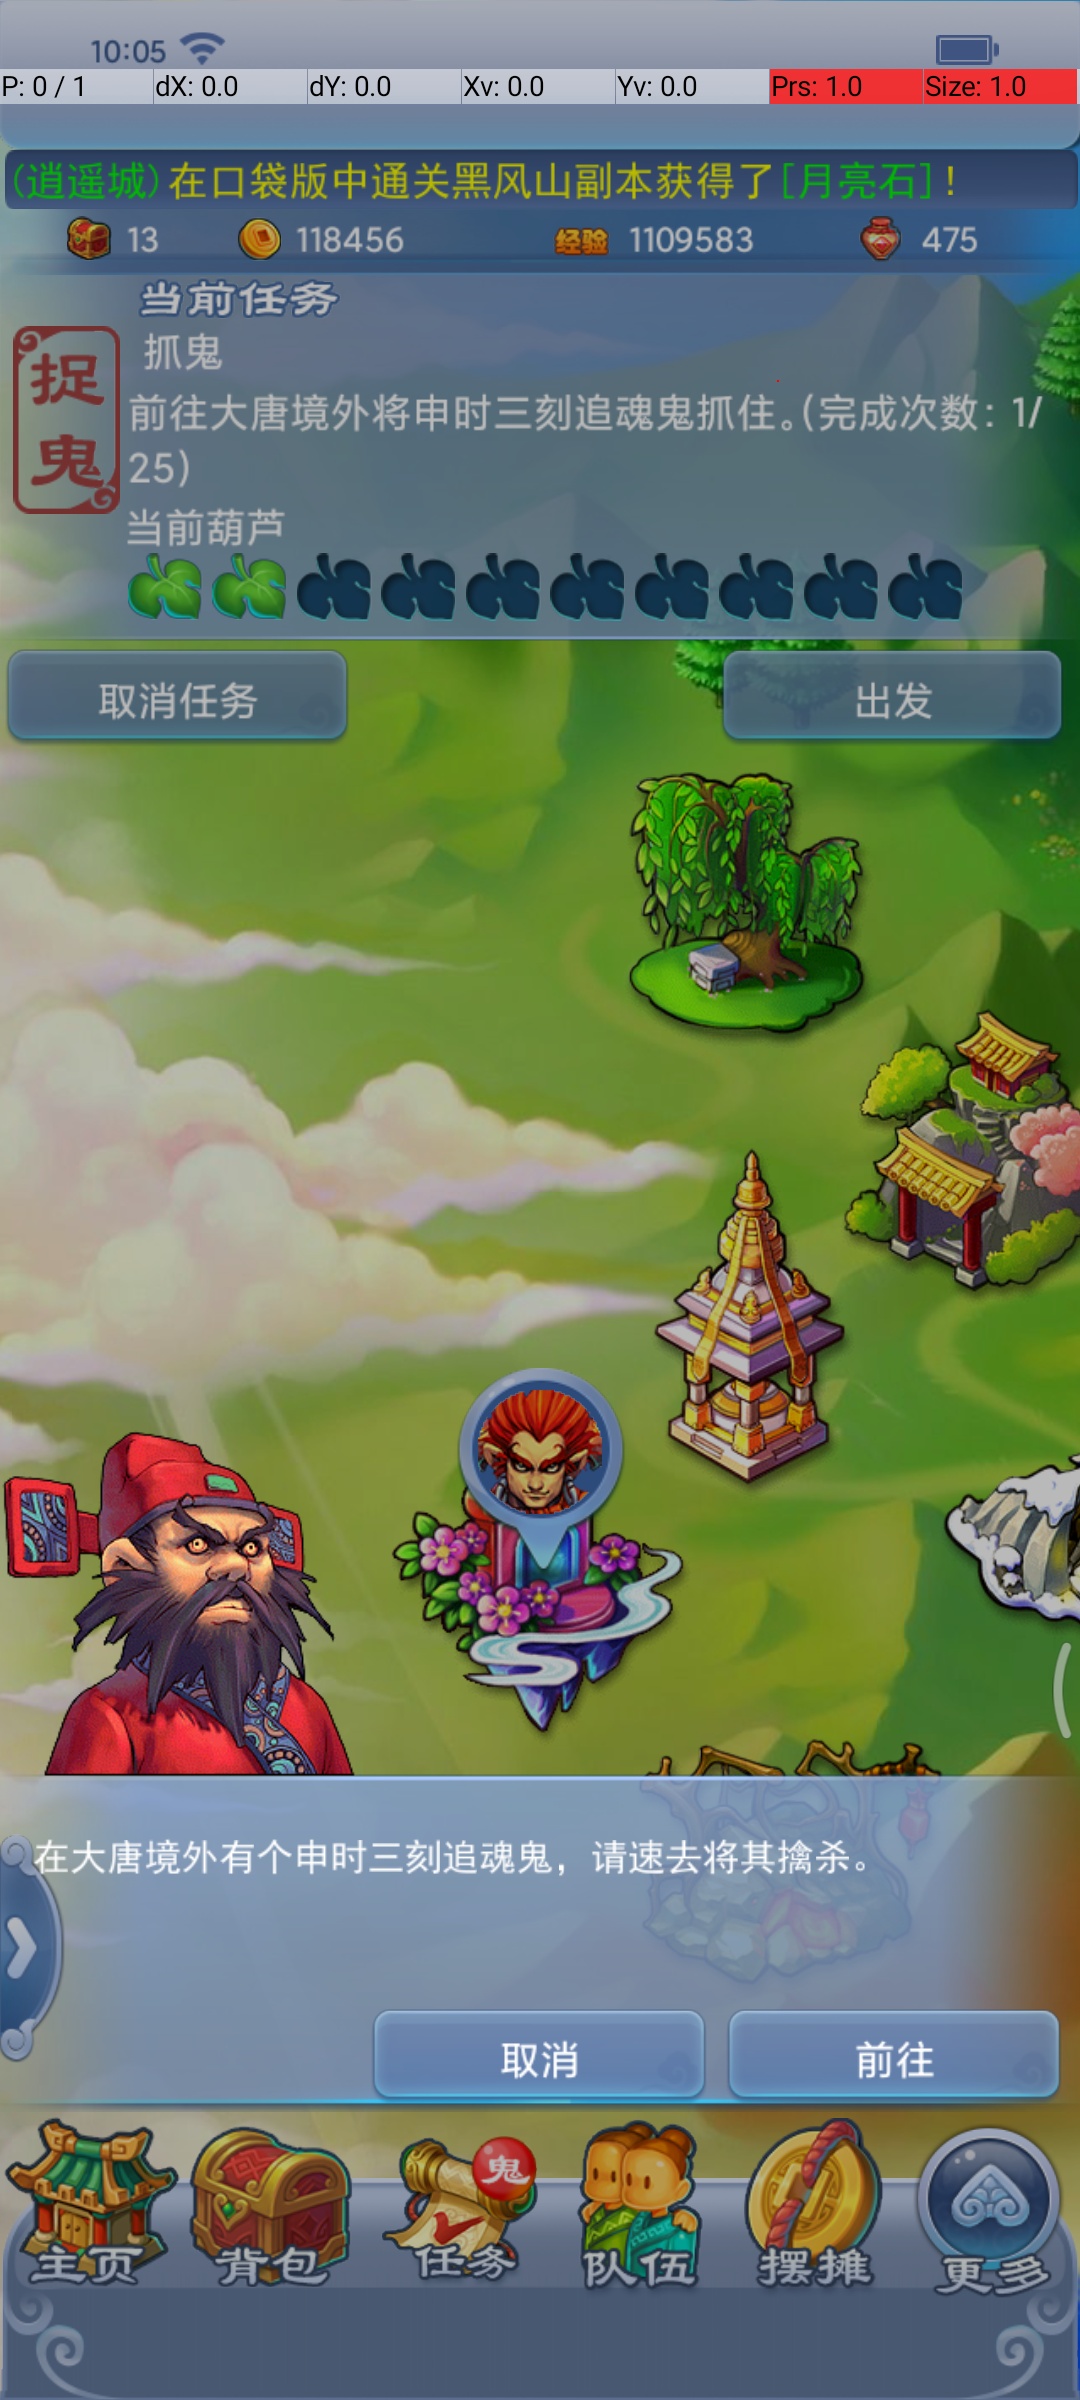 10:05
P: 0 / 1 dX: 0.0 dY: 0.0 Xv: 0.0 Yv: 0.0 Prs: 1.0 Size: 1.0
(逍遥城)在口袋版中通关黑风山副本获得了[月亮石]！
13 118456 经验 1109583 475
当前任务
捉鬼
抓鬼
前往大唐境外将申时三刻追魂鬼抓住。(完成次数：1/
25)
当前葫芦
取消任务 出发
在大唐境外有个申时三刻追魂鬼，请速去将其擒杀。
取消 前往
鬼
主页 背包 任务 队伍 摆摊 更多